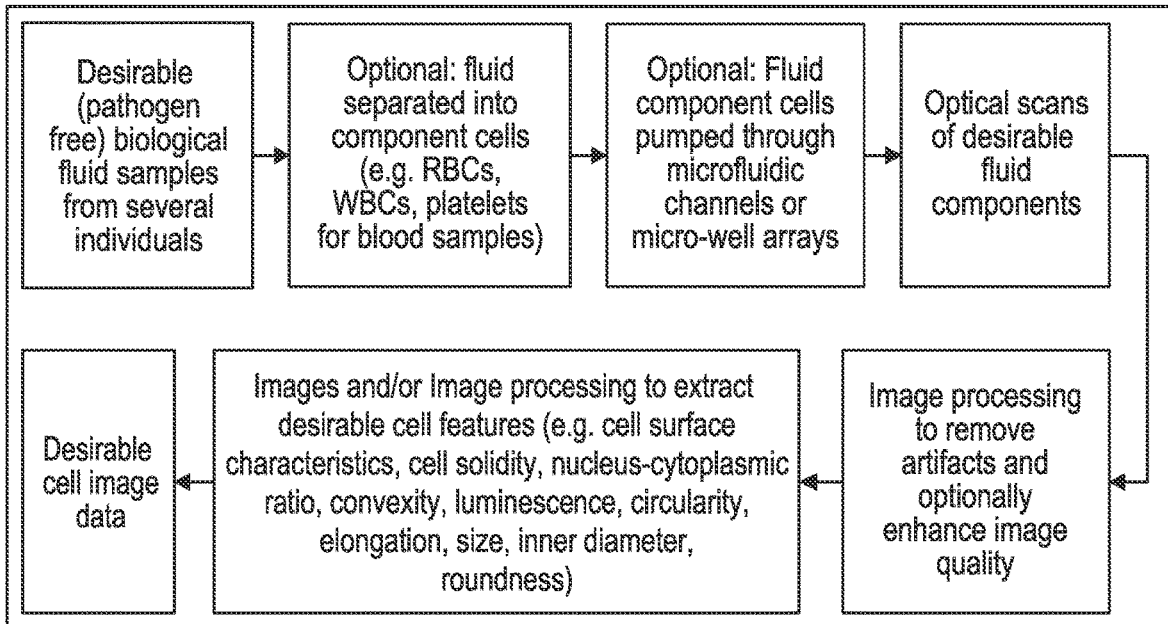 Desirable
(pathogen
free) biological
fluid samples
from several
individuals
Optional: fluid
separated into
component cells
(e.g. RBCs,
WBCs, platelets
for blood samples)
Optional: Fluid
component cells
pumped through
microfluidic
channels or
micro-well arrays
Optical scans
of desirable
fluid
components
Image processing
to remove
artifacts and
optionally
enhance image
quality
Images and/or Image processing to extract
desirable cell features (e.g. cell surface
characteristics, cell solidity, nucleus-cytoplasmic
ratio, convexity, luminescence, circularity,
elongation, size, inner diameter,
roundness)
Desirable
cell image
data